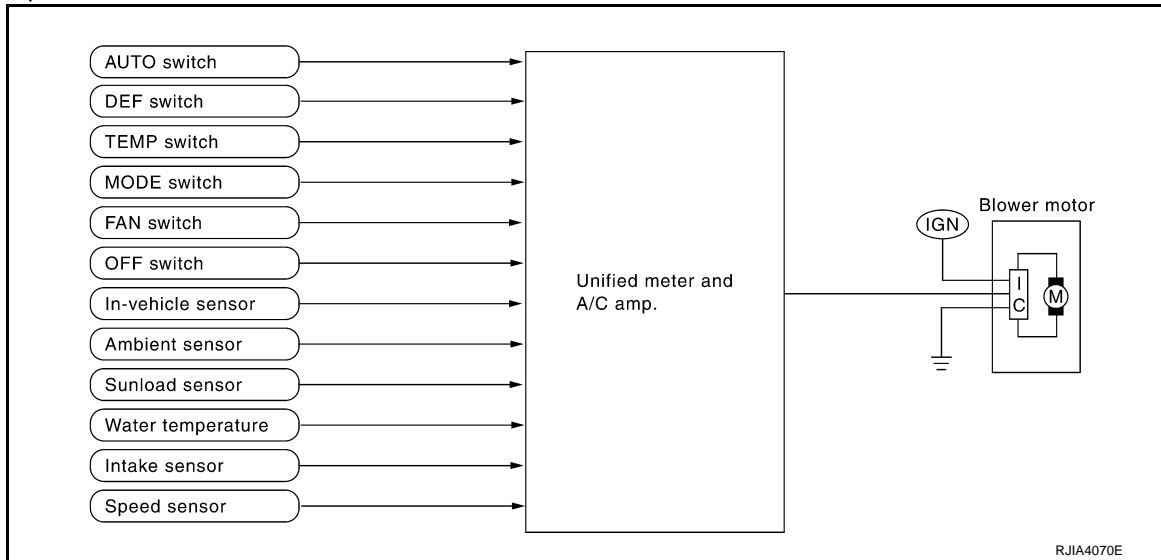 AUTO switch
DEF switch
TEMP switch
MODE switch
FAN switch
OFF switch
In-vehicle sensor
Ambient sensor
Sunload sensor
Water temperature
Intake sensor
Speed sensor
Unified meter and
A/C amp.
IGN
Blower motor
I
C
M
RJIA4070E